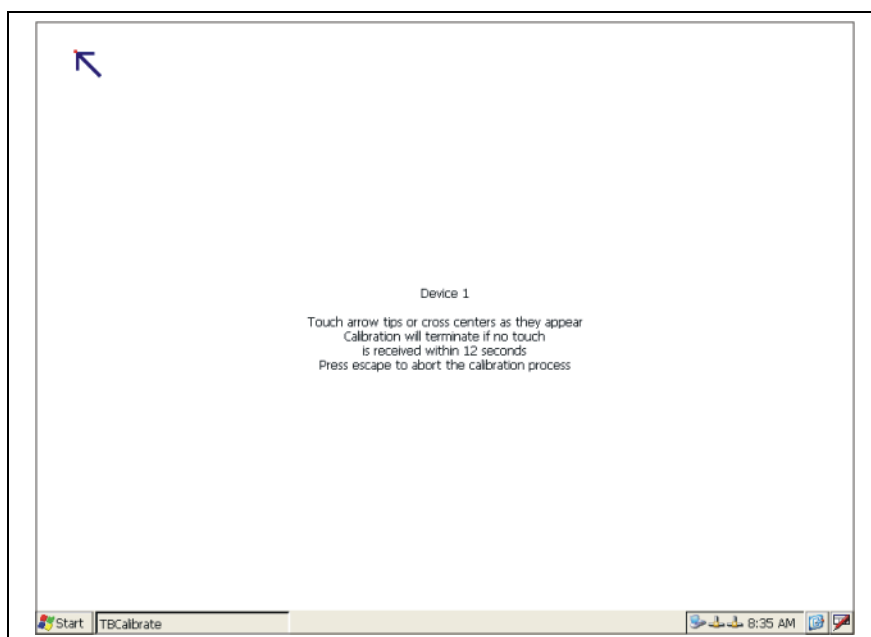 Device 1
Touch arrow tips or cross centers as they appear
Calibration will terminate if no touch
is received within 12 seconds
Press escape to abort the calibration process
Start TBCalibrate 8:35 AM